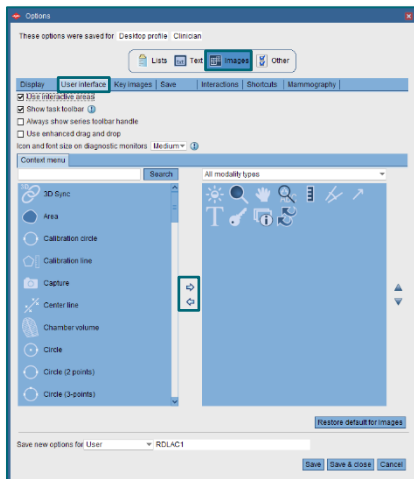 Options
These options were saved for Desktop profile Clinician
Lists Text Images Other
Display User interface Key images Save Interactions Shortcuts Mammography
Use interactive areas
Show task toolbar
Always show series toolbar handle
Use enhanced drag and drop
Icon and font size on diagnostic monitors Medium
Context menu
Search All modality types
3D Sync
Area
Calibration circle
Calibration line
Capture
Center line
Chamber volume
Circle
Circle (2 points)
Circle (3-points)
Restore default for images
Save new options for User RDLAC1
Save Save & close Cancel